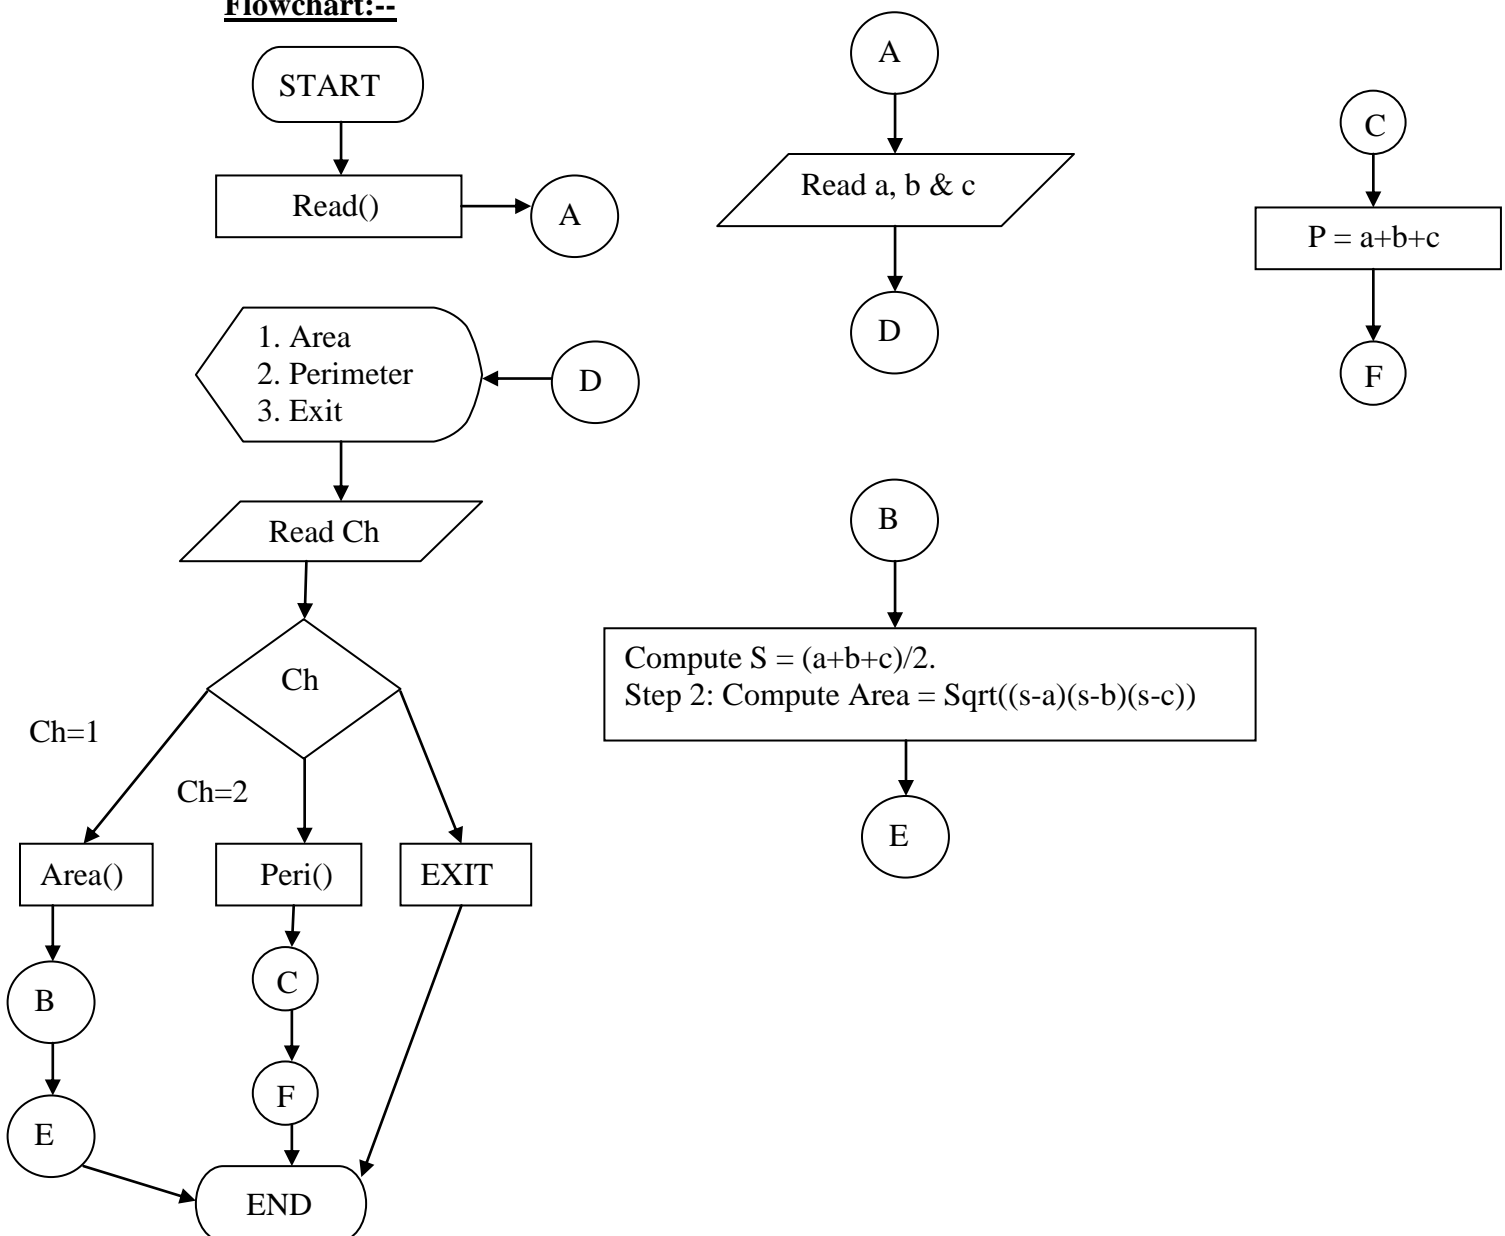 Flowchart:--
START
Read()
A
1. Area
2. Perimeter
3. Exit
D
Read Ch
Ch
Ch=1
Ch=2
Area()
Peri()
EXIT
B
C
E
F
END
A
Read a, b & c
D
B
Compute S = (a+b+c)/2.
Step 2: Compute Area = Sqrt((s-a)(s-b)(s-c))
E
C
P = a+b+c
F